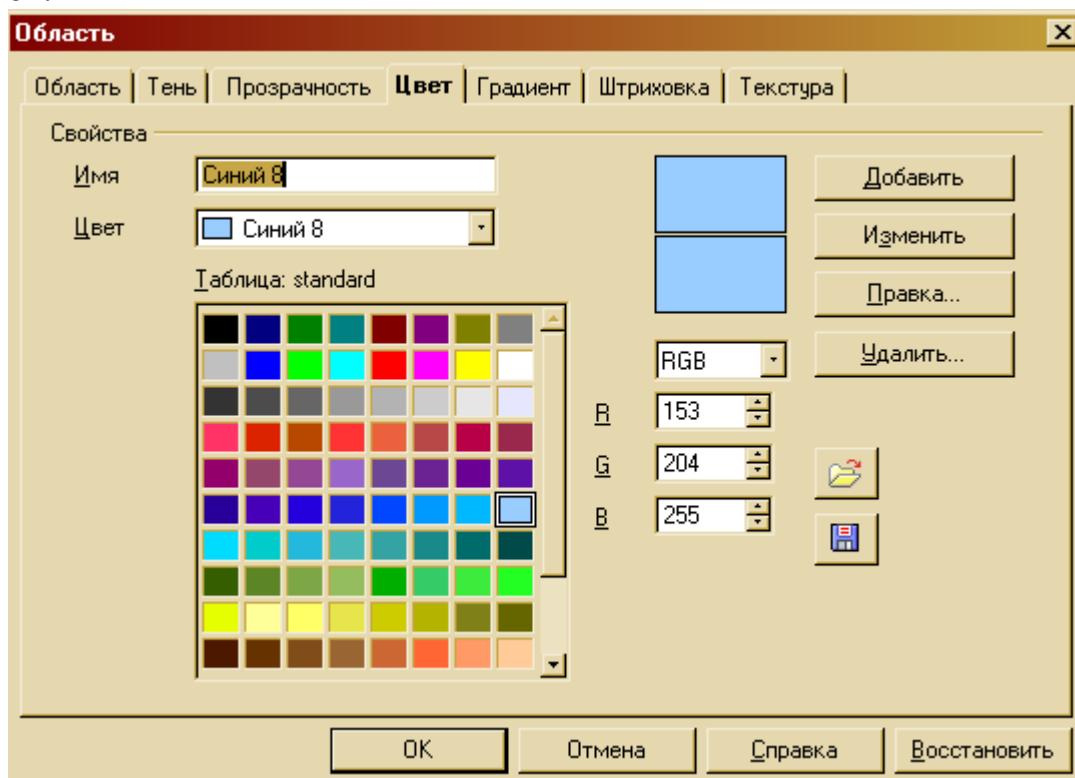 Область
Область Тень Прозрачность Цвет Градиент Штриховка Текстура
Свойства
Имя Синий 8 Добавить
Цвет Синий 8 Изменить
Таблица: standard Правка...
RGB Удалить...
R 153
G 204
B 255
OK Отмена Справка Восстановить